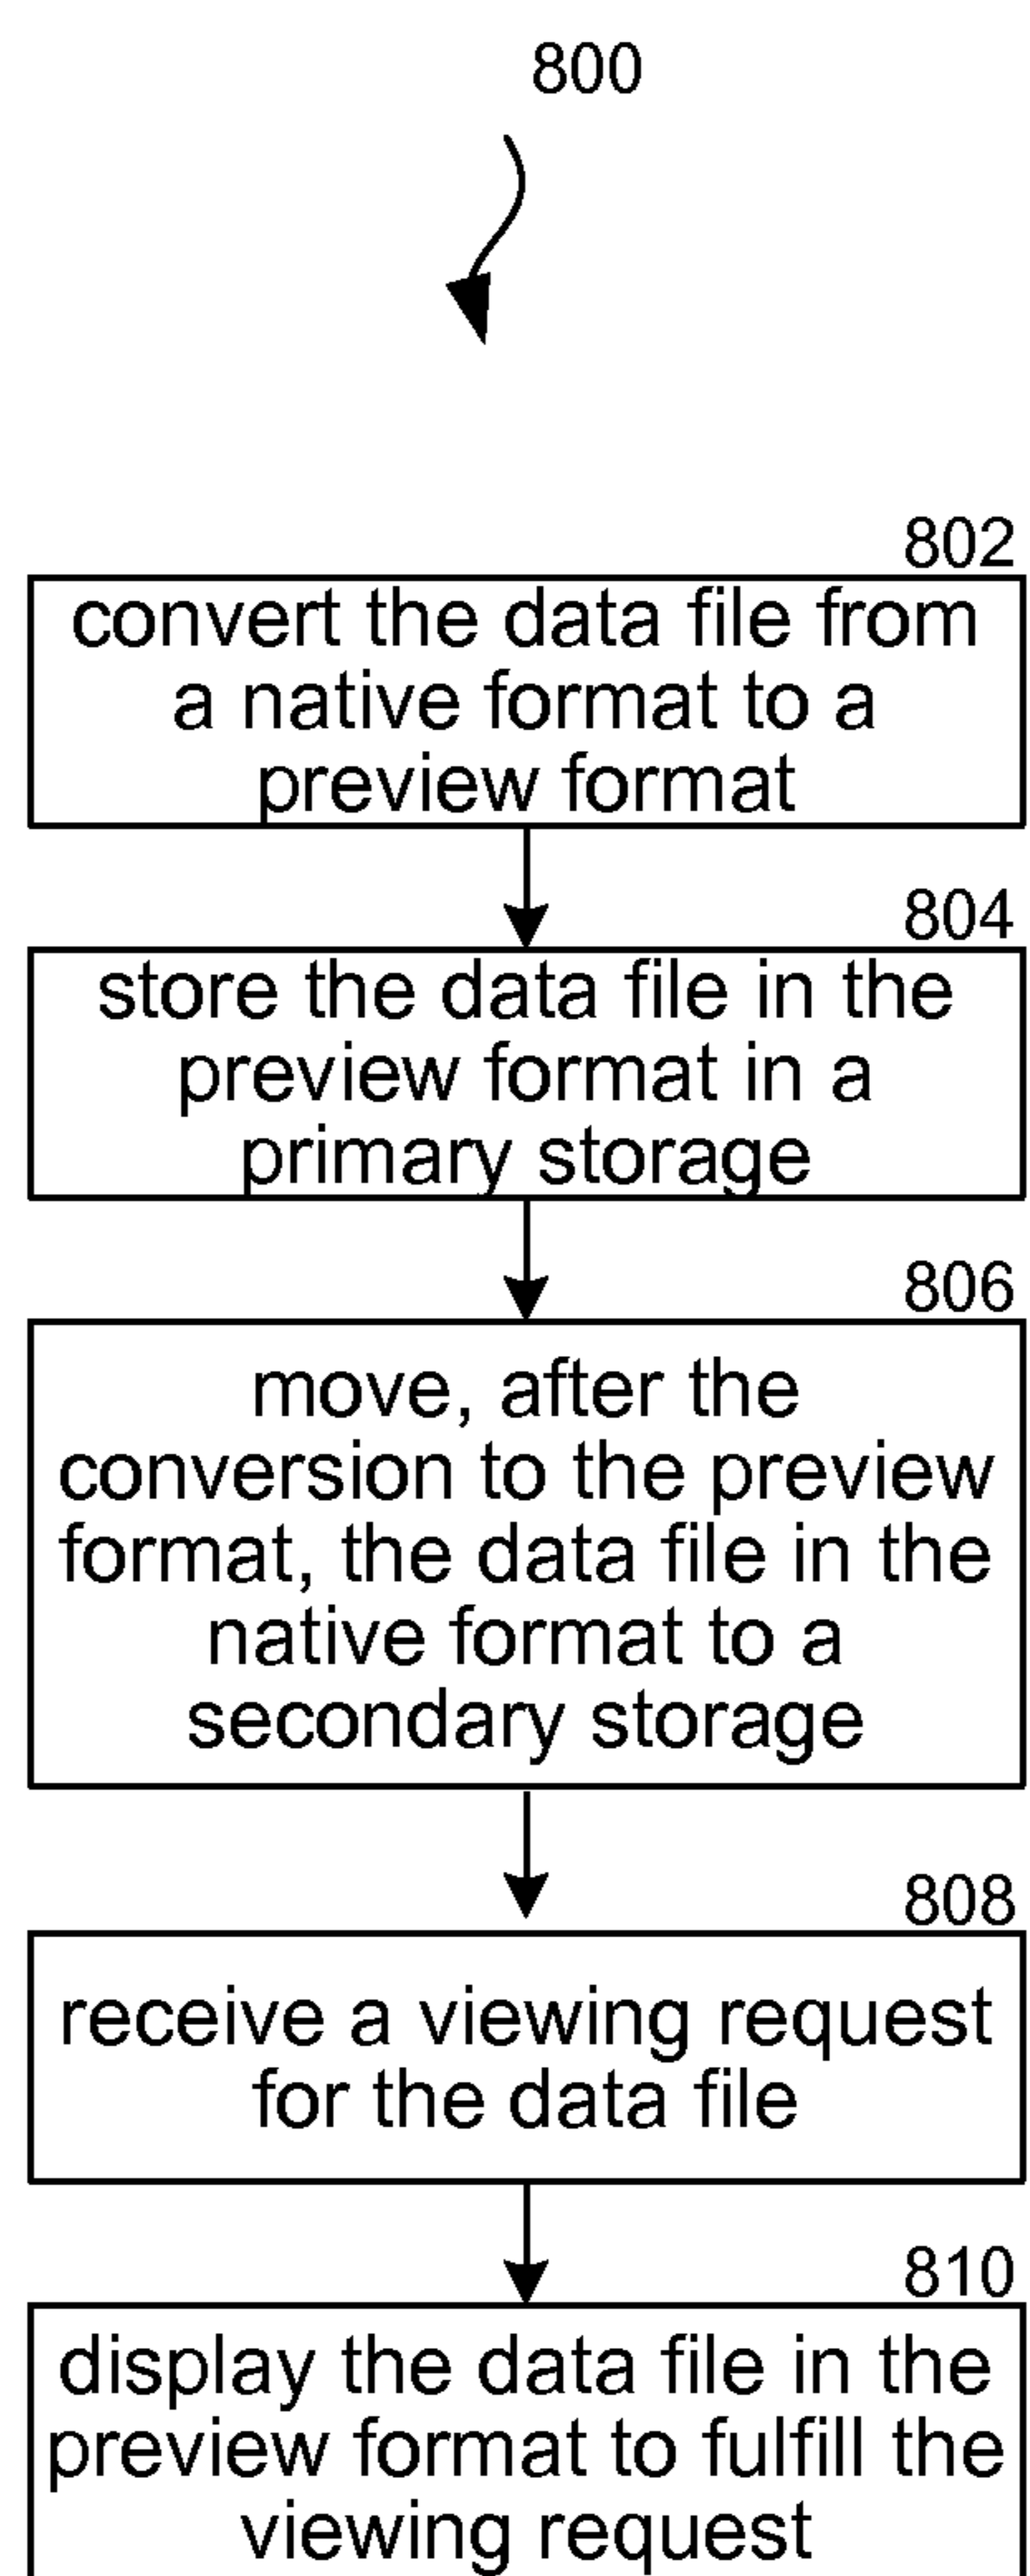 800
802
convert the data file from
a native format to a
preview format
804
store the data file in the
preview format in a
primary storage
806
move, after the
conversion to the preview
format, the data file in the
native format to a
secondary storage
808
receive a viewing request
for the data file
810
display the data file in the
preview format to fulfill the
viewing request